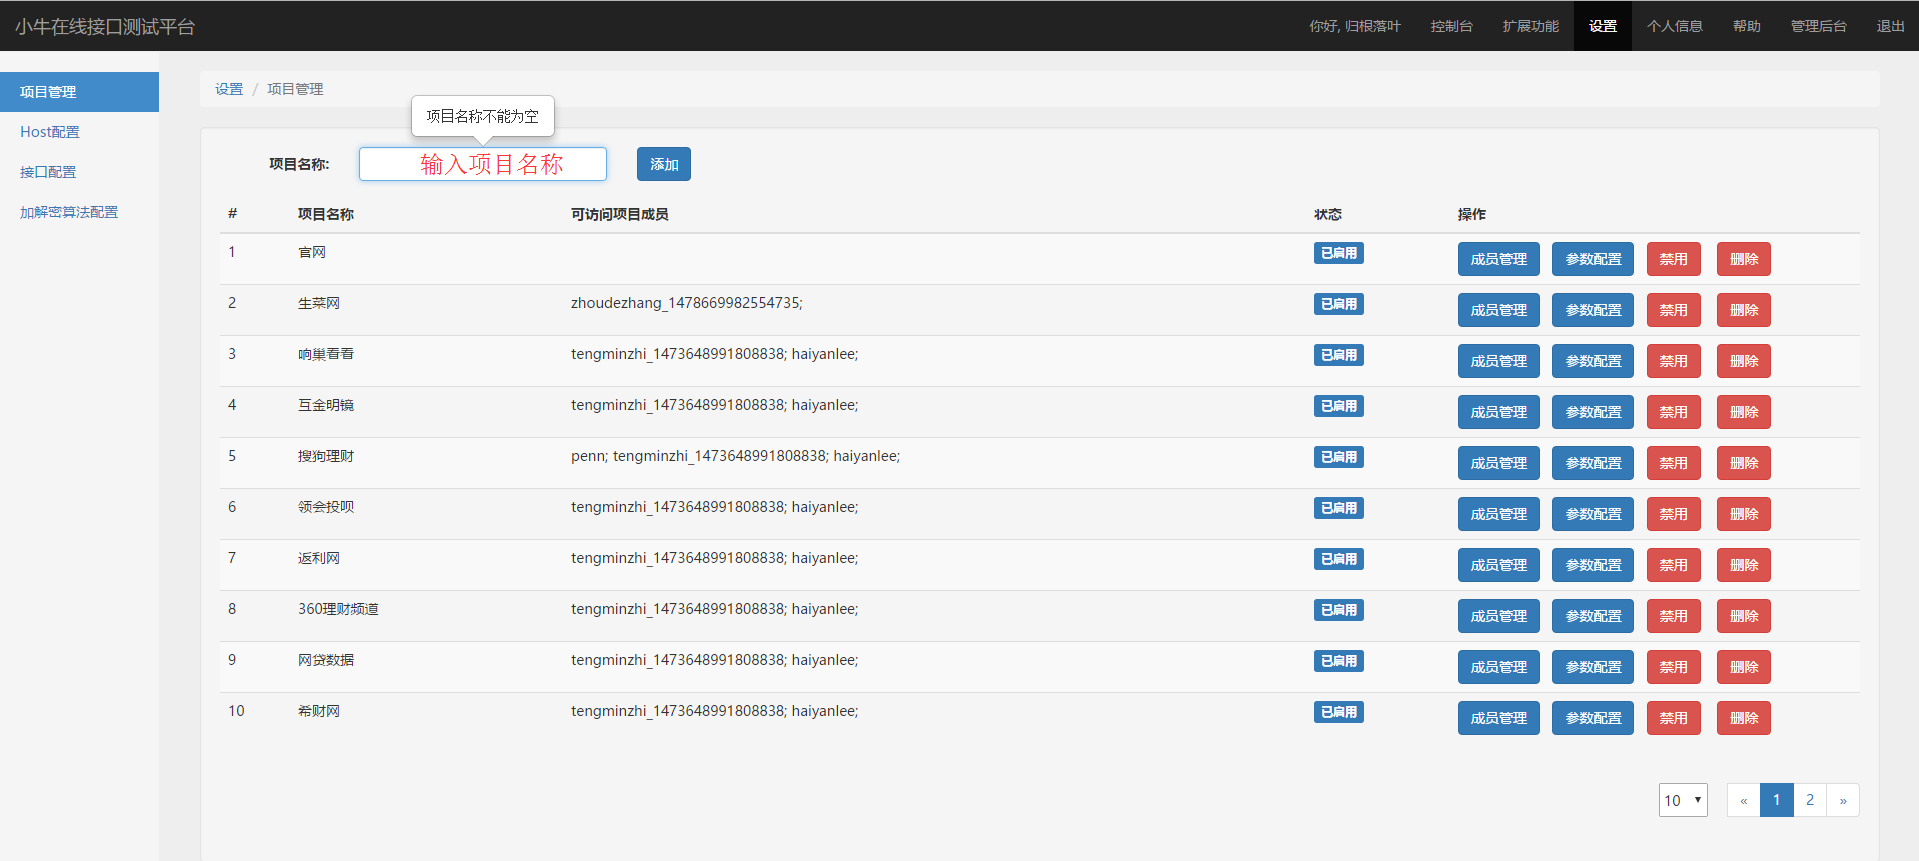 小牛在线接口测试平台 你好, 归根落叶 控制台 扩展功能 设置 个人信息 帮助 管理后台 退出
项目管理
Host配置
接口配置
加解密算法配置
设置 / 项目管理
项目名称不能为空
项目名称: 输入项目名称 添加
# 项目名称 可访问项目成员 状态 操作
1 官网 已启用 成员管理 参数配置 禁用 删除
2 生菜网 zhoudezhang_1478669982554735; 已启用 成员管理 参数配置 禁用 删除
3 响巢看看 tengminzhi_1473648991808838; haiyanlee; 已启用 成员管理 参数配置 禁用 删除
4 互金明镜 tengminzhi_1473648991808838; haiyanlee; 已启用 成员管理 参数配置 禁用 删除
5 搜狗理财 penn; tengminzhi_1473648991808838; haiyanlee; 已启用 成员管理 参数配置 禁用 删除
6 领会投呗 tengminzhi_1473648991808838; haiyanlee; 已启用 成员管理 参数配置 禁用 删除
7 返利网 tengminzhi_1473648991808838; haiyanlee; 已启用 成员管理 参数配置 禁用 删除
8 360理财频道 tengminzhi_1473648991808838; haiyanlee; 已启用 成员管理 参数配置 禁用 删除
9 网贷数据 tengminzhi_1473648991808838; haiyanlee; 已启用 成员管理 参数配置 禁用 删除
10 希财网 tengminzhi_1473648991808838; haiyanlee; 已启用 成员管理 参数配置 禁用 删除
10 « 1 2 »